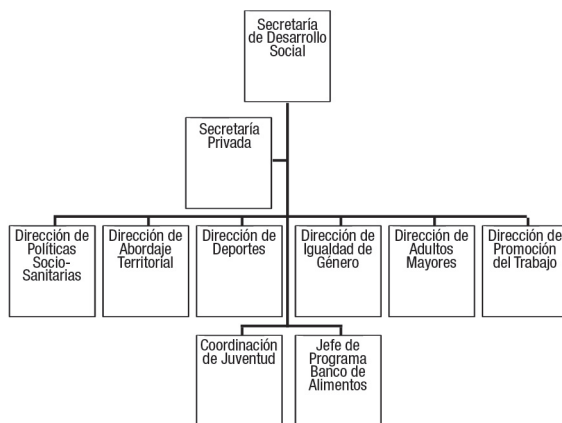 Secretaría
de Desarrollo
Social
Secretaría
Privada
Dirección de
Políticas
Socio-
Sanitarias
Dirección de
Abordaje
Territorial
Dirección de
Deportes
Dirección de
Igualdad de
Género
Dirección de
Adultos
Mayores
Dirección de
Promoción
del Trabajo
Coordinación
de Juventud
Jefe de
Programa
Banco de
Alimentos